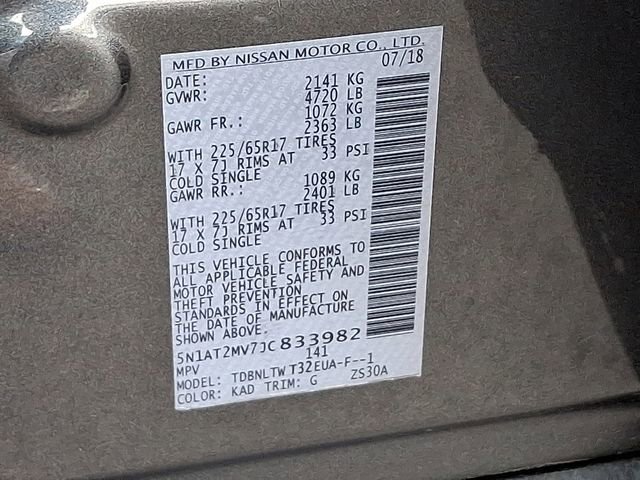 MFD BY NISSAN MOTOR CO., LTD.
DATE: 07/18
GVWR: 2141 KG
4720 LB
GAWR FR.: 1072 KG
2363 LB
WITH 225/65R17 TIRES
17 X 7J RIMS AT 33 PSI
COLD SINGLE
GAWR RR.: 1089 KG
2401 LB
WITH 225/65R17 TIRES
17 X 7J RIMS AT 33 PSI
COLD SINGLE
THIS VEHICLE CONFORMS TO
ALL APPLICABLE FEDERAL
MOTOR VEHICLE SAFETY AND
THEFT PREVENTION
STANDARDS IN EFFECT ON
THE DATE OF MANUFACTURE
SHOWN ABOVE.
5N1AT2MV7JC833982
MPV 141
MODEL: TDBNLTW T32EUA-F--1
COLOR: KAD TRIM: G ZS30A